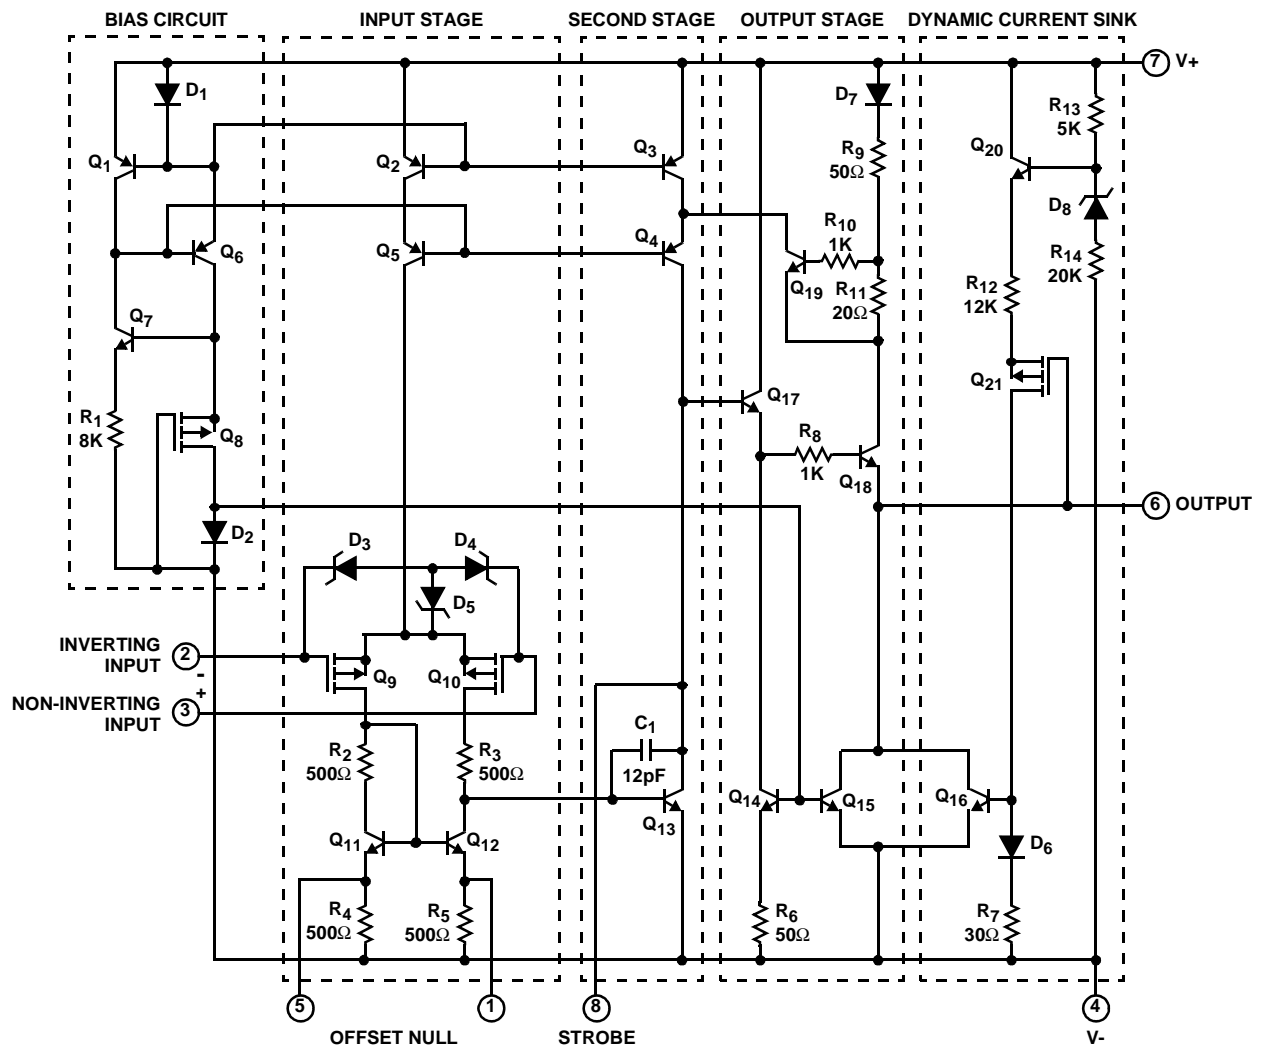 BIAS CIRCUIT
INPUT STAGE
SECOND STAGE
OUTPUT STAGE
DYNAMIC CURRENT SINK
7 V+
D1
D7
R13
5K
Q1
Q2
Q3
R9
50Ω
Q20
D8
Q6
Q5
Q4
R10
1K
Q19
R11
20Ω
R14
20K
R12
12K
Q7
Q21
Q17
R1
8K
Q8
R8
1K
Q18
6 OUTPUT
D2
D3
D4
D5
INVERTING
INPUT
2
-
Q9
Q10
+
NON-INVERTING
INPUT
3
R2
500Ω
R3
500Ω
C1
12pF
Q14
Q15
Q16
Q13
Q11
Q12
D6
R4
500Ω
R5
500Ω
R6
50Ω
R7
30Ω
5
1
8
4
OFFSET NULL
STROBE
V-